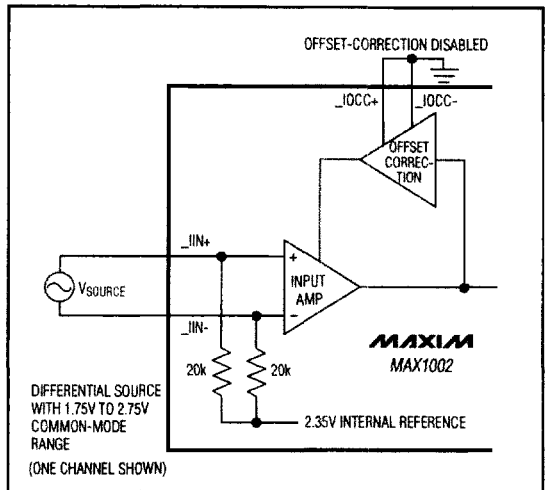 OFFSET-CORRECTION DISABLED
_IOCC+
_IOCC-
OFFSET
CORREC-
TION
_IIN+
+
INPUT
AMP
VSOURCE
_IIN-
−
MAXIM
MAX1002
20k
20k
DIFFERENTIAL SOURCE
WITH 1.75V TO 2.75V
COMMON-MODE
RANGE
2.35V INTERNAL REFERENCE
(ONE CHANNEL SHOWN)